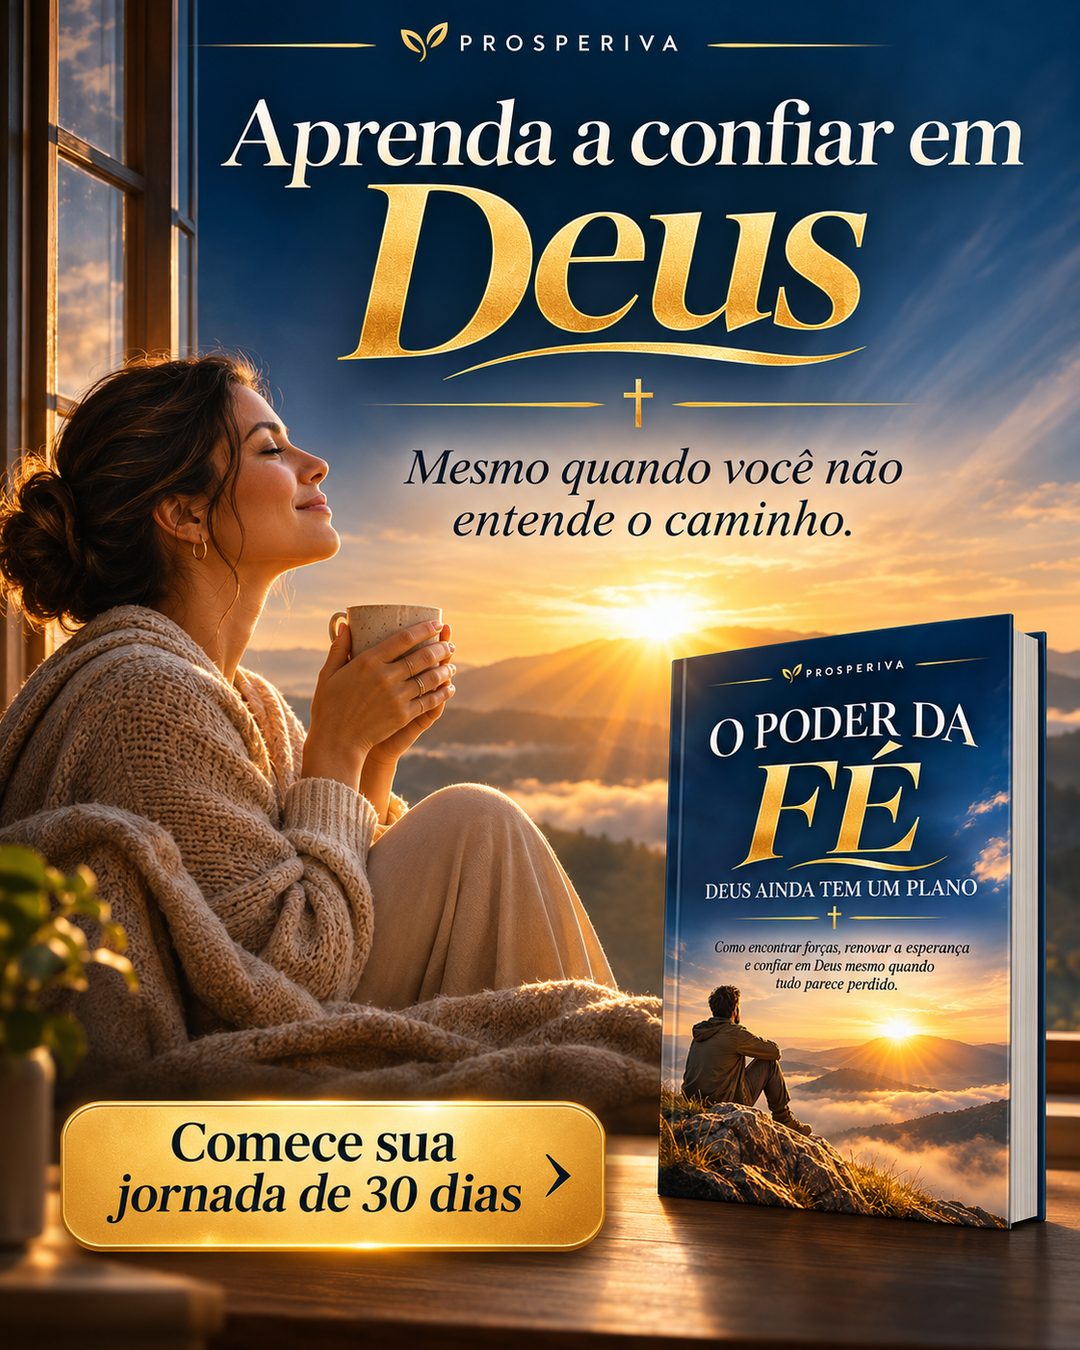 PROSPERIVA
Aprenda a confiar em
Deus
Mesmo quando você não
entende o caminho.
PROSPERIVA
O PODER DA
FÉ
DEUS AINDA TEM UM PLANO
Como encontrar forças, renovar a esperança
e confiar em Deus mesmo quando
tudo parece perdido.
Comece sua
jornada de 30 dias